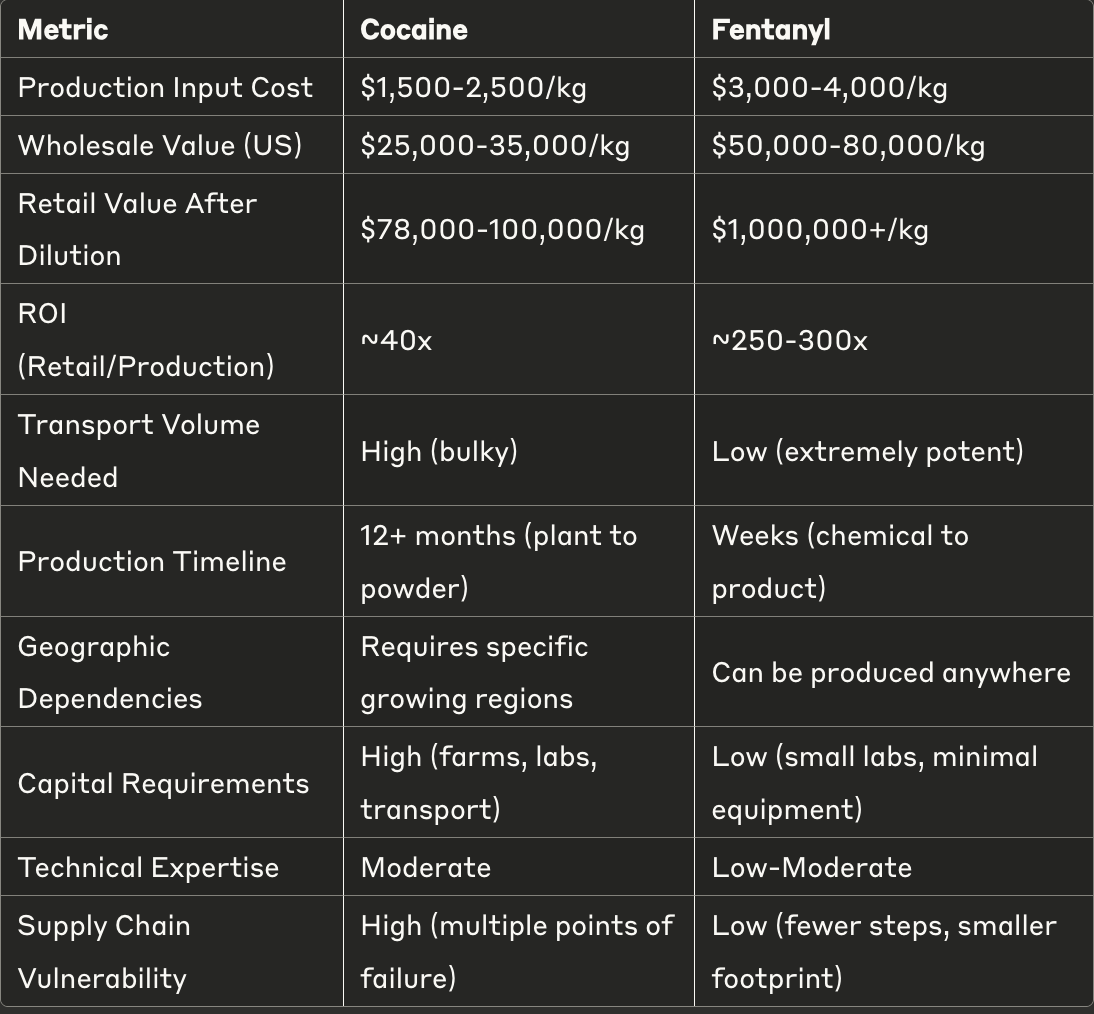 Metric Cocaine Fentanyl
Production Input Cost $1,500-2,500/kg $3,000-4,000/kg
Wholesale Value (US) $25,000-35,000/kg $50,000-80,000/kg
Retail Value After
Dilution
$78,000-100,000/kg $1,000,000+/kg
ROI
(Retail/Production)
~40x ~250-300x
Transport Volume
Needed
High (bulky) Low (extremely potent)
Production Timeline
12+ months (plant to
powder)
Weeks (chemical to
product)
Geographic
Dependencies
Requires specific
growing regions
Can be produced anywhere
Capital Requirements
High (farms, labs,
transport)
Low (small labs, minimal
equipment)
Technical Expertise Moderate Low-Moderate
Supply Chain
Vulnerability
High (multiple points of
failure)
Low (fewer steps, smaller
footprint)